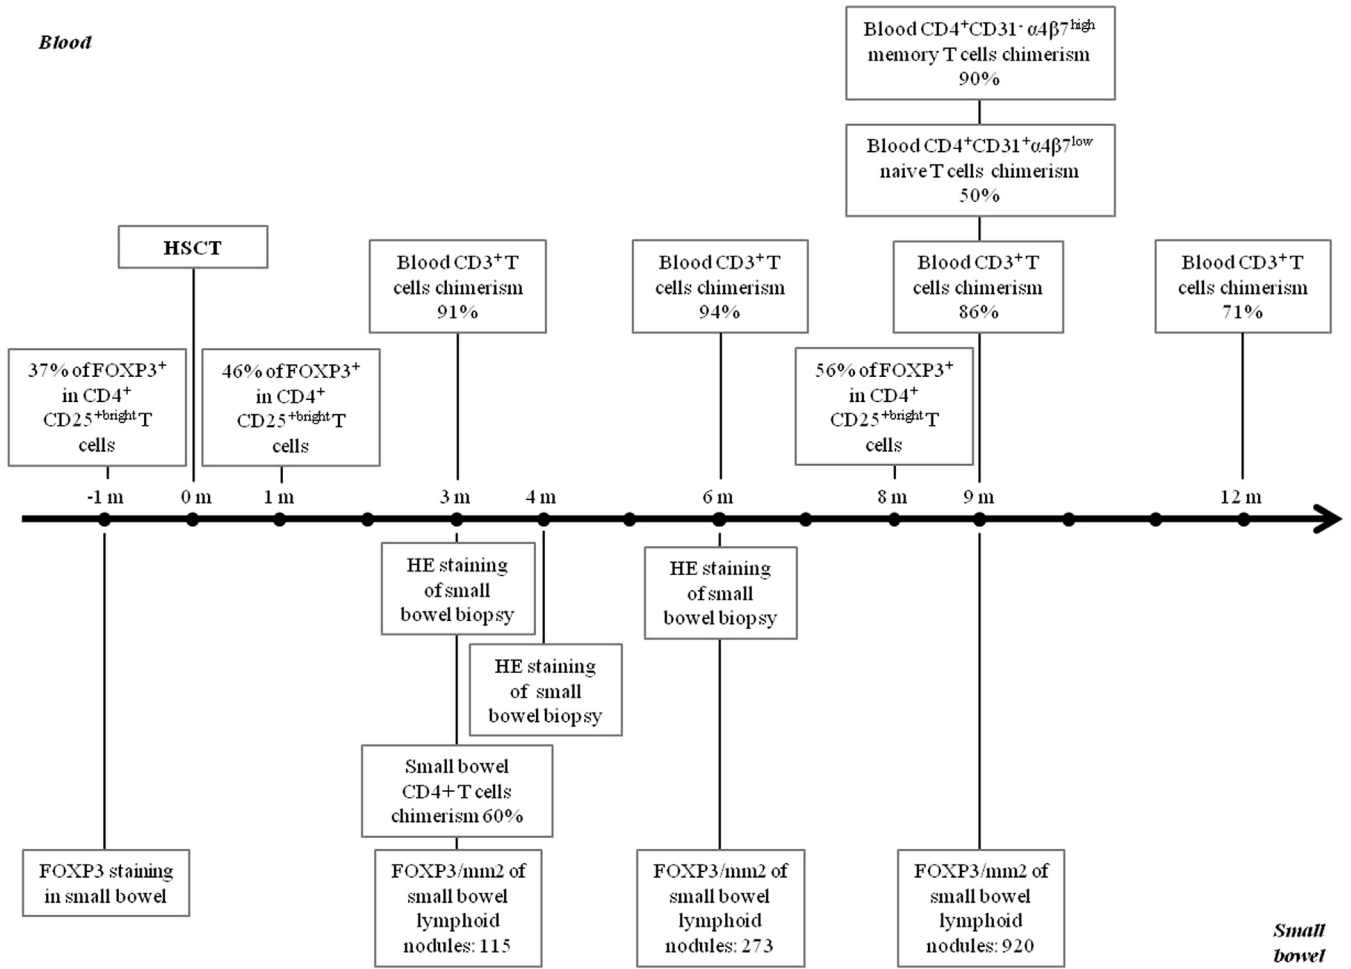 Blood
Blood CD4⁺CD31⁻ α4β7ʰⁱᵍʰ
memory T cells chimerism
90%
Blood CD4⁺CD31⁺α4β7ˡᵒʷ
naive T cells chimerism
50%
HSCT
Blood CD3⁺ T
cells chimerism
91%
Blood CD3⁺ T
cells chimerism
94%
Blood CD3⁺ T
cells chimerism
86%
Blood CD3⁺ T
cells chimerism
71%
37% of FOXP3⁺
in CD4⁺
CD25⁺ᵇʳⁱᵍʰᵗ T
cells
46% of FOXP3⁺
in CD4⁺
CD25⁺ᵇʳⁱᵍʰᵗ T
cells
56% of FOXP3⁺
in CD4⁺
CD25⁺ᵇʳⁱᵍʰᵗ T
cells
-1 m 0 m 1 m 3 m 4 m 6 m 8 m 9 m 12 m
HE staining
of small
bowel biopsy
HE staining
of small
bowel biopsy
HE staining
of small
bowel biopsy
Small bowel
CD4+ T cells
chimerism 60%
FOXP3 staining
in small bowel
FOXP3/mm2 of
small bowel
lymphoid
nodules: 115
FOXP3/mm2 of
small bowel
lymphoid
nodules: 273
FOXP3/mm2 of
small bowel
lymphoid
nodules: 920
Small
bowel